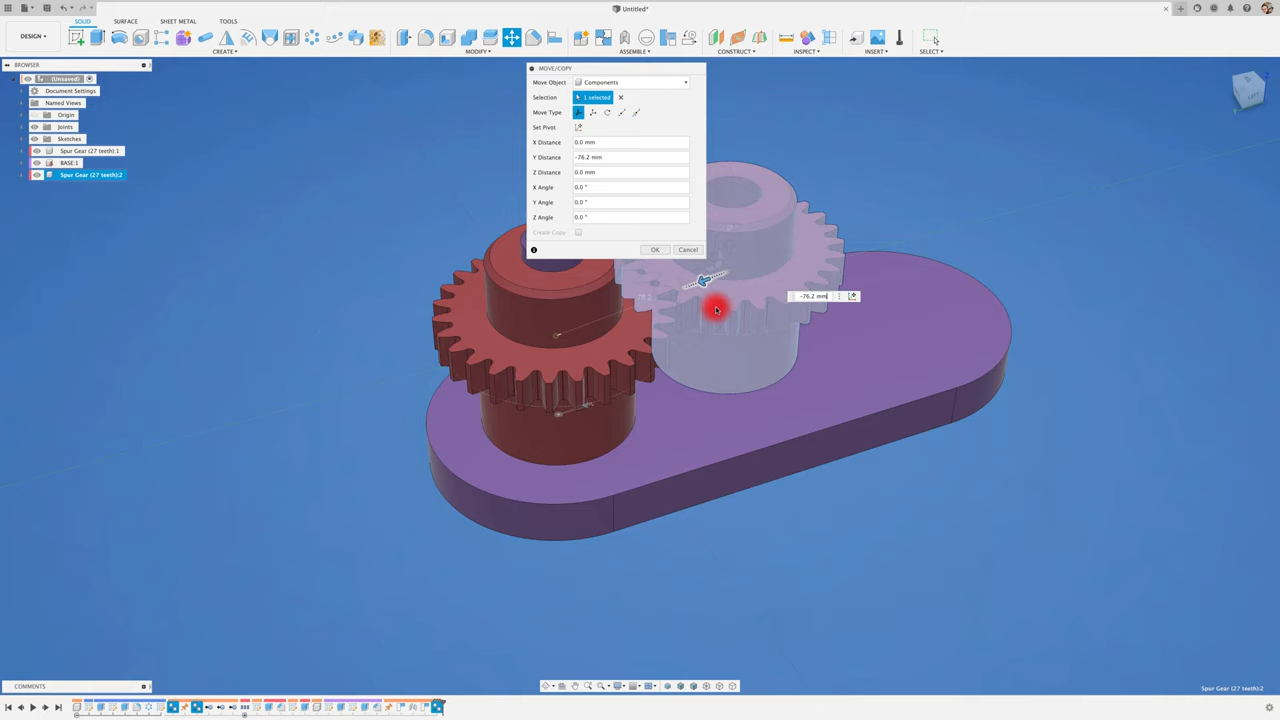 Untitled*
SOLID SURFACE SHEET METAL TOOLS
DESIGN ▾
CREATE ▾ MODIFY ▾ ASSEMBLE ▾ CONSTRUCT ▾ INSPECT ▾ INSERT ▾ SELECT ▾
BROWSER
(Unsaved)
Document Settings
Named Views
Origin
Joints
Sketches
Spur Gear (27 teeth):1
BASE:1
Spur Gear (27 teeth):2
MOVE/COPY
Move Object Components
Selection 1 selected
Move Type
Set Pivot
X Distance 0.0 mm
Y Distance -76.2 mm
Z Distance 0.0 mm
X Angle 0.0 °
Y Angle 0.0 °
Z Angle 0.0 °
Create Copy
OK Cancel
-76.2 mm
COMMENTS
Spur Gear (27 teeth):2